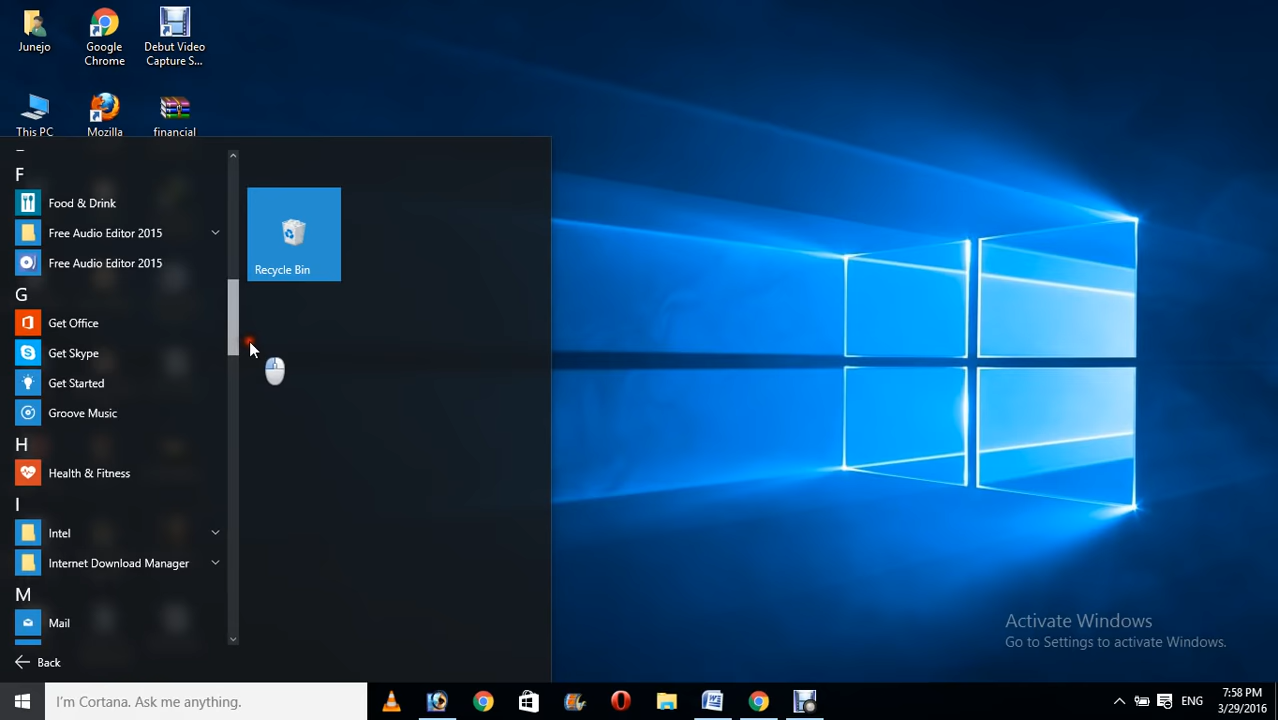 Junejo
Google
Chrome
Debut Video
Capture S...
This PC
Mozilla
financial
F
Food & Drink
Free Audio Editor 2015
Free Audio Editor 2015
G
Get Office
Get Skype
Get Started
Groove Music
H
Health & Fitness
I
Intel
Internet Download Manager
M
Mail
Back
Recycle Bin
Activate Windows
Go to Settings to activate Windows.
I'm Cortana. Ask me anything.
ENG
7:58 PM
3/29/2016